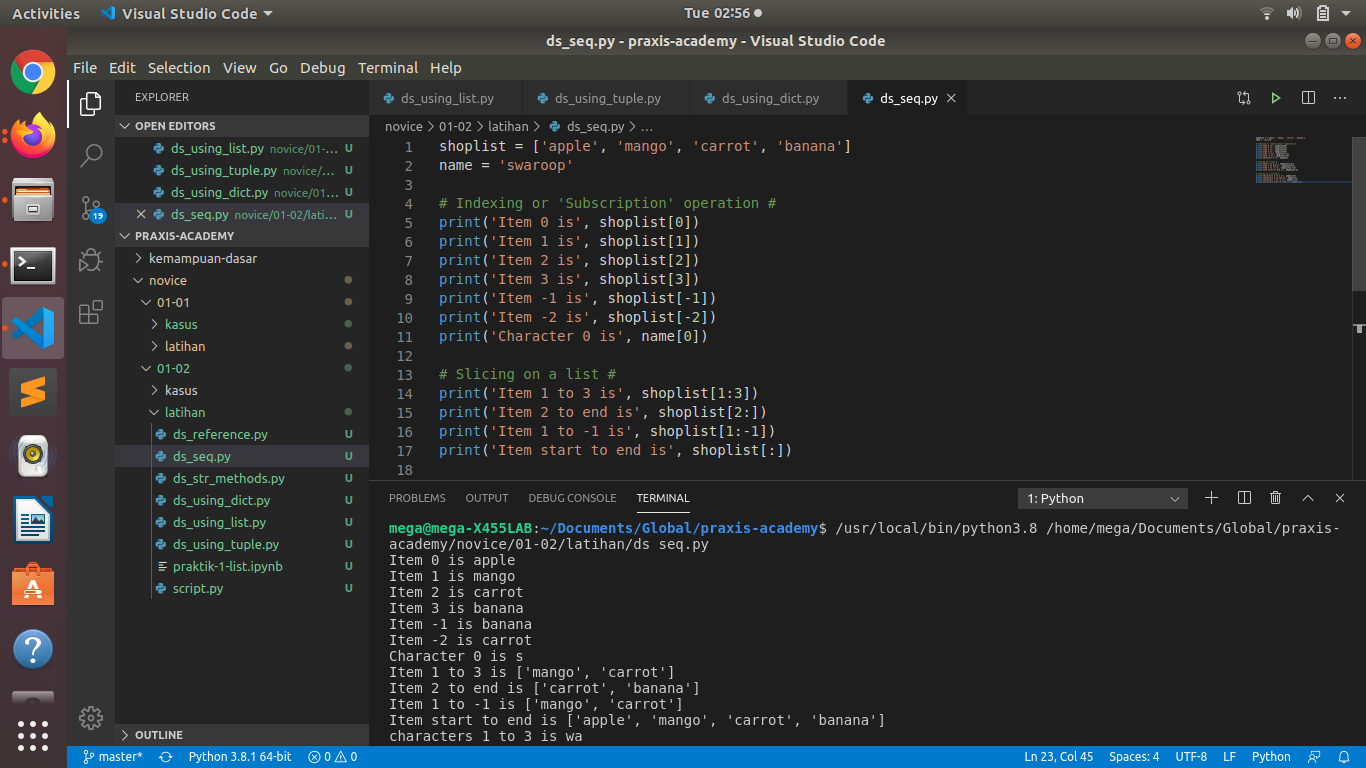 Activities Visual Studio Code Tue 02:56
ds_seq.py - praxis-academy - Visual Studio Code
File Edit Selection View Go Debug Terminal Help
EXPLORER
OPEN EDITORS
ds_using_list.py novice/01-... U
ds_using_tuple.py novice/... U
ds_using_dict.py novice/01... U
ds_seq.py novice/01-02/lati... U
PRAXIS-ACADEMY
kemampuan-dasar
novice
01-01
kasus
latihan
01-02
kasus
latihan
ds_reference.py U
ds_seq.py U
ds_str_methods.py U
ds_using_dict.py U
ds_using_list.py U
ds_using_tuple.py U
praktik-1-list.ipynb U
script.py U
OUTLINE
19
ds_using_list.py ds_using_tuple.py ds_using_dict.py ds_seq.py
novice > 01-02 > latihan > ds_seq.py > ...
1 shoplist = ['apple', 'mango', 'carrot', 'banana']
2 name = 'swaroop'
3
4 # Indexing or 'Subscription' operation #
5 print('Item 0 is', shoplist[0])
6 print('Item 1 is', shoplist[1])
7 print('Item 2 is', shoplist[2])
8 print('Item 3 is', shoplist[3])
9 print('Item -1 is', shoplist[-1])
10 print('Item -2 is', shoplist[-2])
11 print('Character 0 is', name[0])
12
13 # Slicing on a list #
14 print('Item 1 to 3 is', shoplist[1:3])
15 print('Item 2 to end is', shoplist[2:])
16 print('Item 1 to -1 is', shoplist[1:-1])
17 print('Item start to end is', shoplist[:])
18
PROBLEMS OUTPUT DEBUG CONSOLE TERMINAL 1: Python
mega@mega-X455LAB:~/Documents/Global/praxis-academy$ /usr/local/bin/python3.8 /home/mega/Documents/Global/praxis-
academy/novice/01-02/latihan/ds seq.py
Item 0 is apple
Item 1 is mango
Item 2 is carrot
Item 3 is banana
Item -1 is banana
Item -2 is carrot
Character 0 is s
Item 1 to 3 is ['mango', 'carrot']
Item 2 to end is ['carrot', 'banana']
Item 1 to -1 is ['mango', 'carrot']
Item start to end is ['apple', 'mango', 'carrot', 'banana']
characters 1 to 3 is wa
master* Python 3.8.1 64-bit 0 0 Ln 23, Col 45 Spaces: 4 UTF-8 LF Python